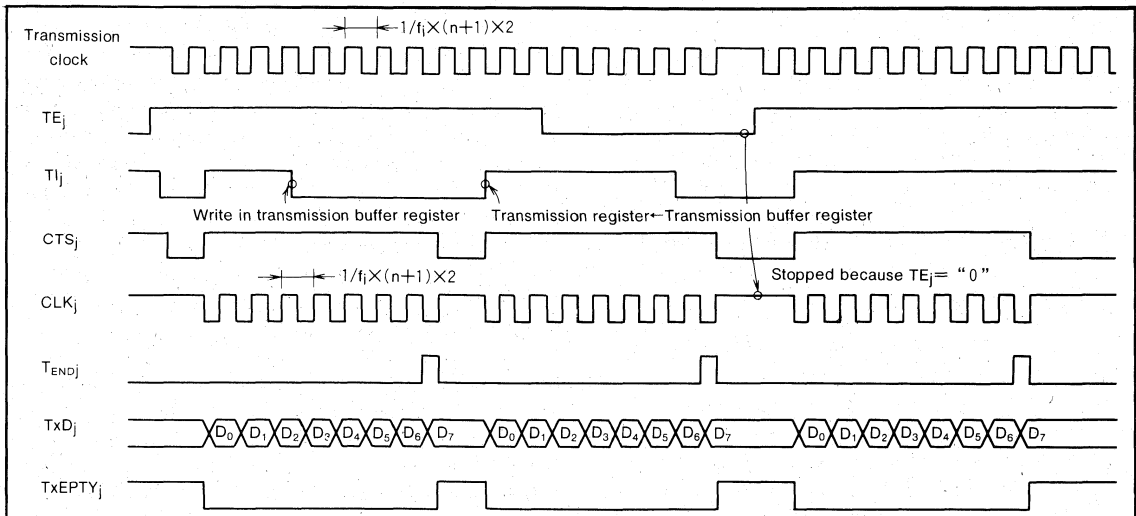 1/fj×(n+1)×2
Transmission
clock
TEj
TIj
Write in transmission buffer register
Transmission register←Transmission buffer register
CTSj
1/fj×(n+1)×2
Stopped because TEj= “0”
CLKj
TENDj
TxDj
D0 D1 D2 D3 D4 D5 D6 D7 D0 D1 D2 D3 D4 D5 D6 D7 D0 D1 D2 D3 D4 D5 D6 D7
TxEPTYj